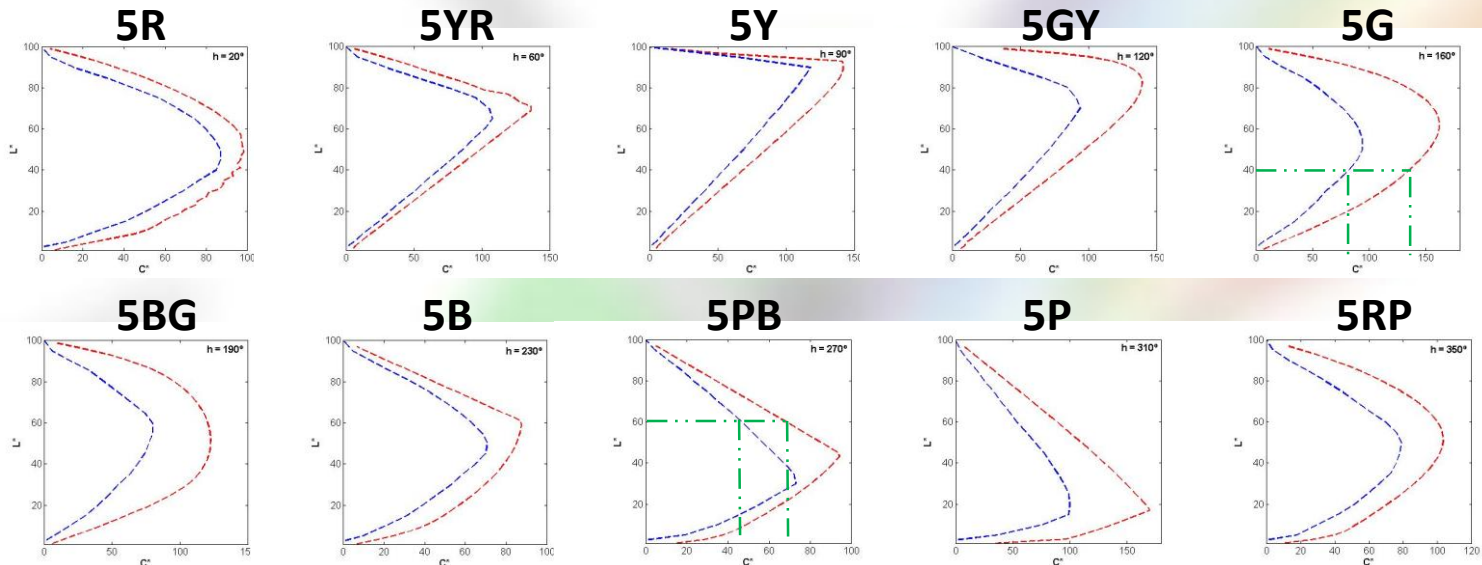 5R
5YR
5Y
5GY
5G
100
80
60
40
20
L*
h = 20°
0 20 40 60 80 100
C*
100
80
60
40
20
L*
h = 60°
0 50 100 150
C*
100
80
60
40
20
L*
h = 90°
0 50 100 150
C*
100
80
60
40
20
L*
h = 120°
0 50 100 150
C*
100
80
60
40
20
L*
h = 160°
0 50 100 150
C*
5BG
5B
5PB
5P
5RP
100
80
60
40
20
L*
h = 190°
0 50 100 15
C*
100
80
60
40
20
L*
h = 230°
0 20 40 60 80 100
C*
100
80
60
40
20
0
L*
h = 270°
0 20 40 60 80 100
C*
100
80
60
40
20
L*
h = 310°
0 50 100 150
C*
100
80
60
40
20
L*
h = 350°
0 20 40 60 80 100 120
C*